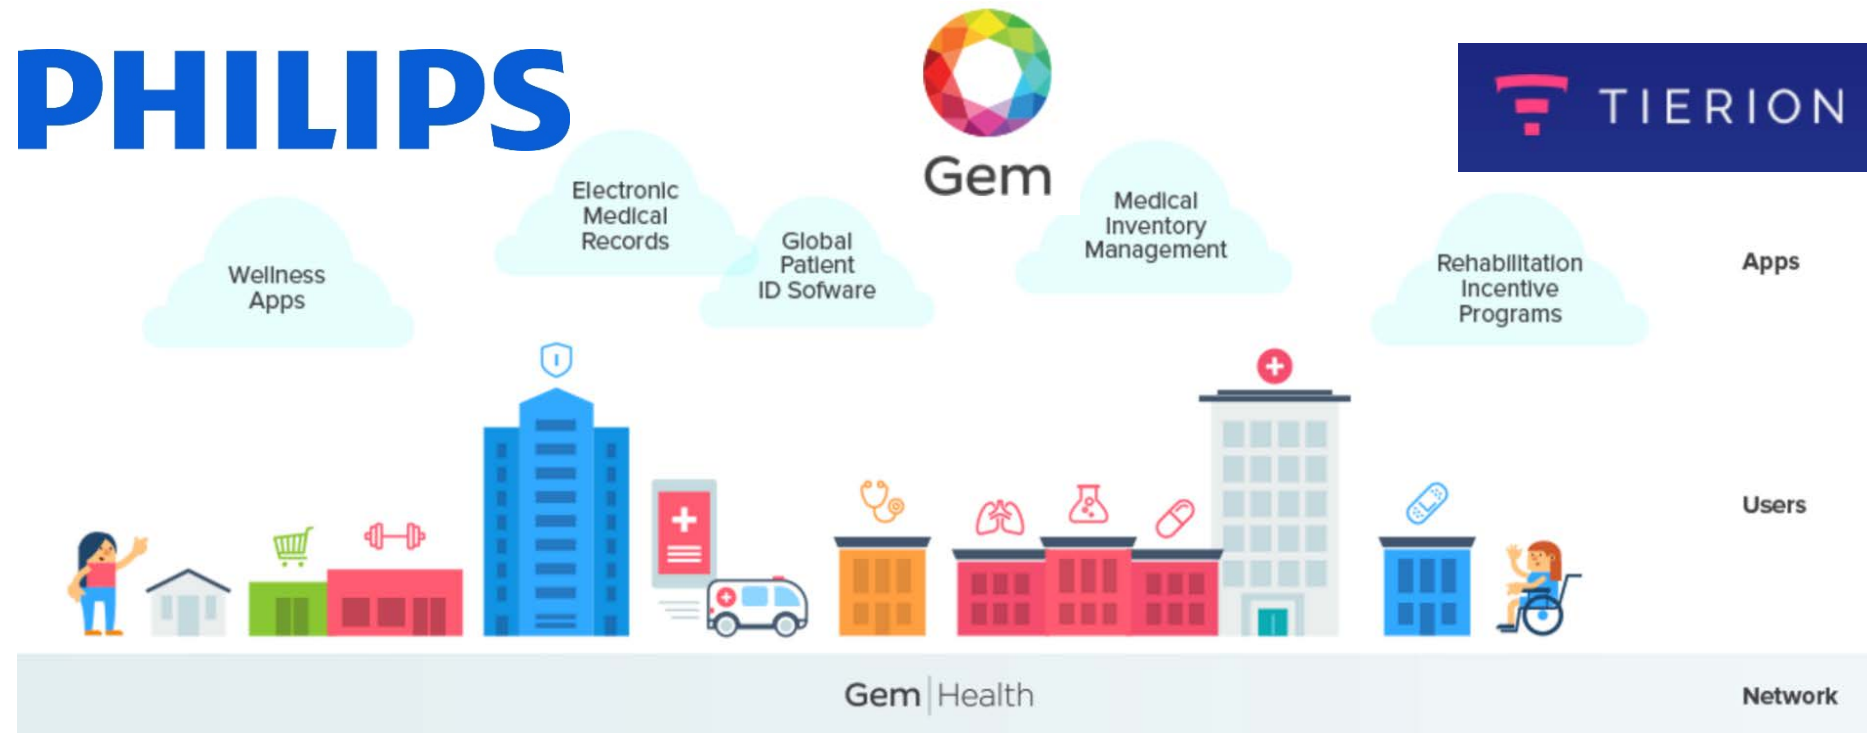 PHILIPS
Gem
TIERION
Wellness
Apps
Electronic
Medical
Records
Global
Patient
ID Sofware
Medical
Inventory
Management
Rehabilitation
Incentive
Programs
Apps
Users
Gem|Health
Network